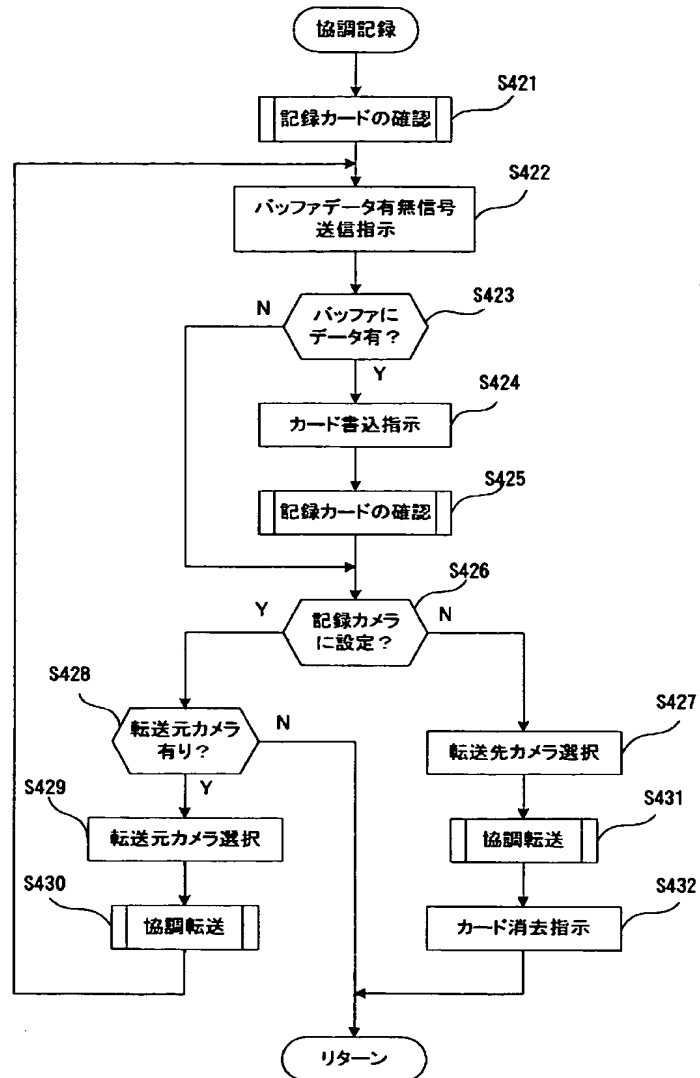 協調記録
S421
記録カードの確認
S422
バッファデータ有無信号
送信指示
S423
N
バッファに
データ有？
Y
S424
カード書込指示
S425
記録カードの確認
S426
Y
記録カメラ
に設定？
N
S428
転送元カメラ
有り？
N
Y
S427
転送先カメラ選択
S429
転送元カメラ選択
S431
協調転送
S430
協調転送
S432
カード消去指示
リターン